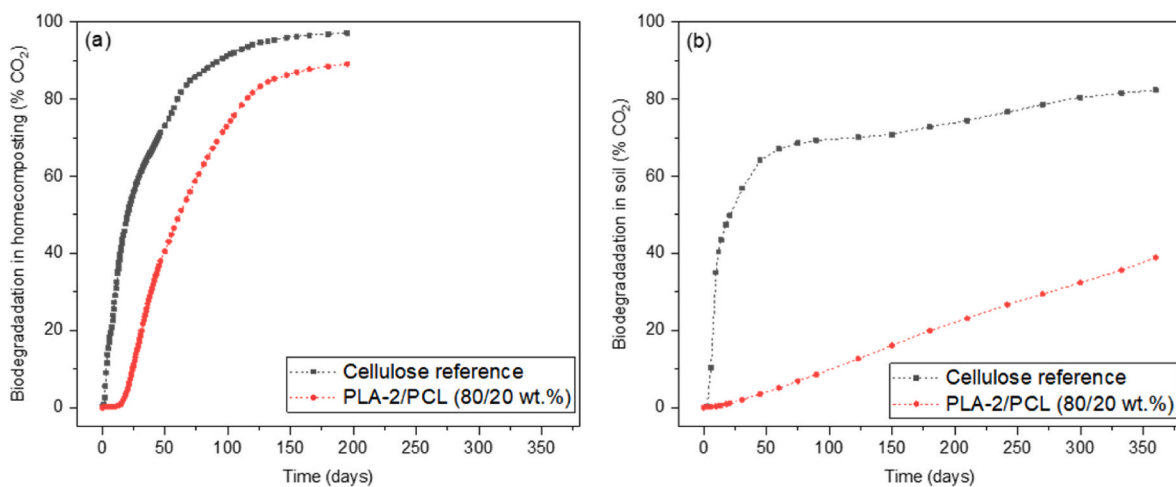 (a)
Biodegradadation in homecomposting (% CO₂)
100
80
60
40
20
0
Cellulose reference
PLA-2/PCL (80/20 wt.%)
0 50 100 150 200 250 300 350
Time (days)
(b)
Biodegradadation in soil (% CO₂)
100
80
60
40
20
0
Cellulose reference
PLA-2/PCL (80/20 wt.%)
0 50 100 150 200 250 300 350
Time (days)